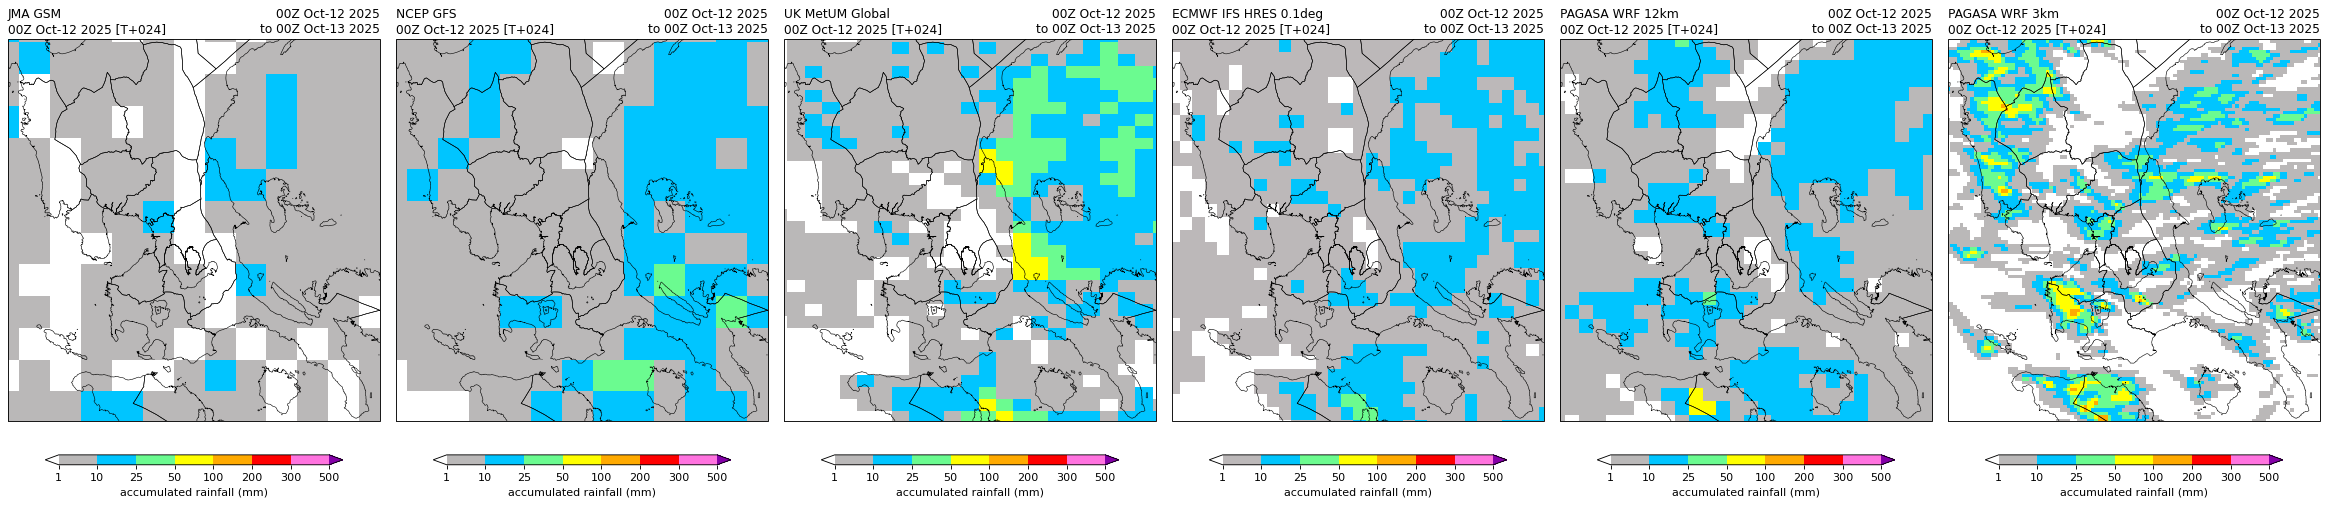 JMA GSM
00Z Oct-12 2025
00Z Oct-12 2025 [T+024]
to 00Z Oct-13 2025
NCEP GFS
00Z Oct-12 2025
00Z Oct-12 2025 [T+024]
to 00Z Oct-13 2025
UK MetUM Global
00Z Oct-12 2025
00Z Oct-12 2025 [T+024]
to 00Z Oct-13 2025
ECMWF IFS HRES 0.1deg
00Z Oct-12 2025
00Z Oct-12 2025 [T+024]
to 00Z Oct-13 2025
PAGASA WRF 12km
00Z Oct-12 2025
00Z Oct-12 2025 [T+024]
to 00Z Oct-13 2025
PAGASA WRF 3km
00Z Oct-12 2025
00Z Oct-12 2025 [T+024]
to 00Z Oct-13 2025
1 10 25 50 100 200 300 500
accumulated rainfall (mm)
1 10 25 50 100 200 300 500
accumulated rainfall (mm)
1 10 25 50 100 200 300 500
accumulated rainfall (mm)
1 10 25 50 100 200 300 500
accumulated rainfall (mm)
1 10 25 50 100 200 300 500
accumulated rainfall (mm)
1 10 25 50 100 200 300 500
accumulated rainfall (mm)